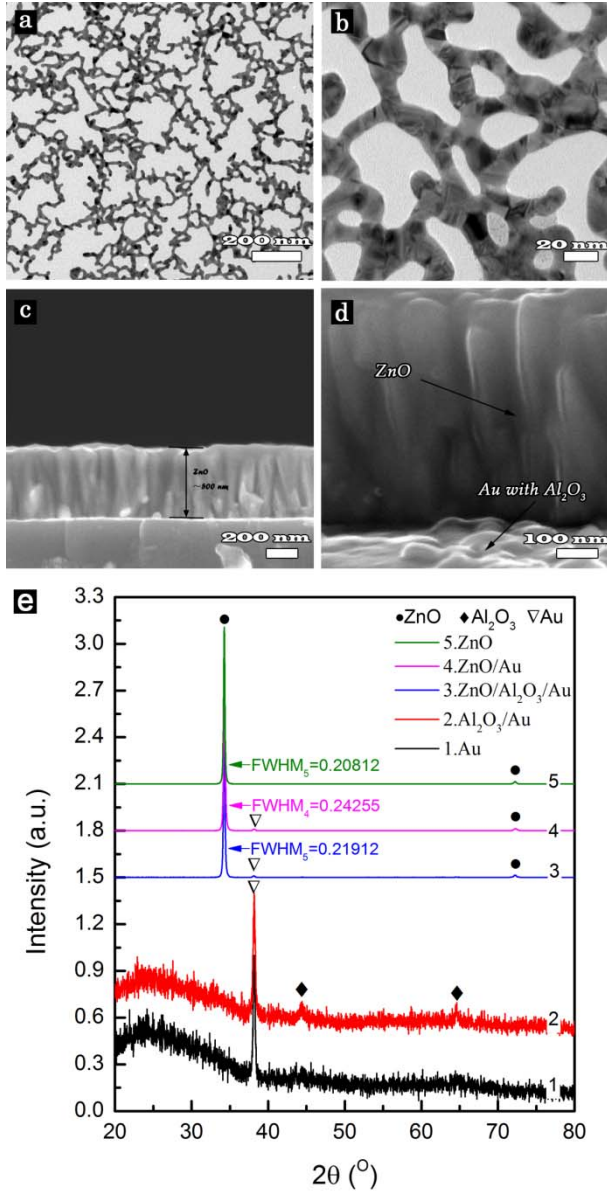 a
200 nm
b
20 nm
c
ZnO
~500 nm
200 nm
d
ZnO
Au with Al₂O₃
100 nm
e
Intensity (a.u.)
3.3
3.0
2.7
2.4
2.1
1.8
1.5
1.2
0.9
0.6
0.3
0.0
●ZnO ◆Al₂O₃ ▽Au
5.ZnO
4.ZnO/Au
3.ZnO/Al₂O₃/Au
2.Al₂O₃/Au
1.Au
FWHM₅=0.20812
5
FWHM₄=0.24255
4
FWHM₅=0.21912
3
2
1
20 30 40 50 60 70 80
2θ (O)